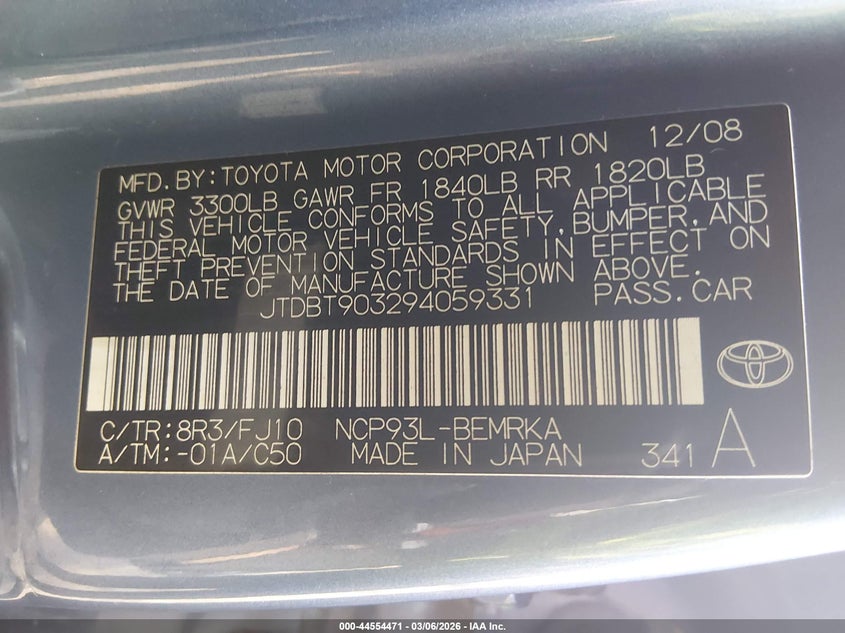 MFD.BY:TOYOTA MOTOR CORPORATION 12/08
GVWR 3300LB GAWR FR 1840LB RR 1820LB
THIS VEHICLE CONFORMS TO ALL APPLICABLE
FEDERAL MOTOR VEHICLE SAFETY,BUMPER,AND
THEFT PREVENTION STANDARDS IN EFFECT ON
THE DATE OF MANUFACTURE SHOWN ABOVE.
JTDBT903294059331 PASS.CAR
C/TR:8R3/FJ10 NCP93L-BEMRKA
A/TM:-01A/C50 MADE IN JAPAN 341 A
000-44554471 - 03/06/2026 - IAA Inc.